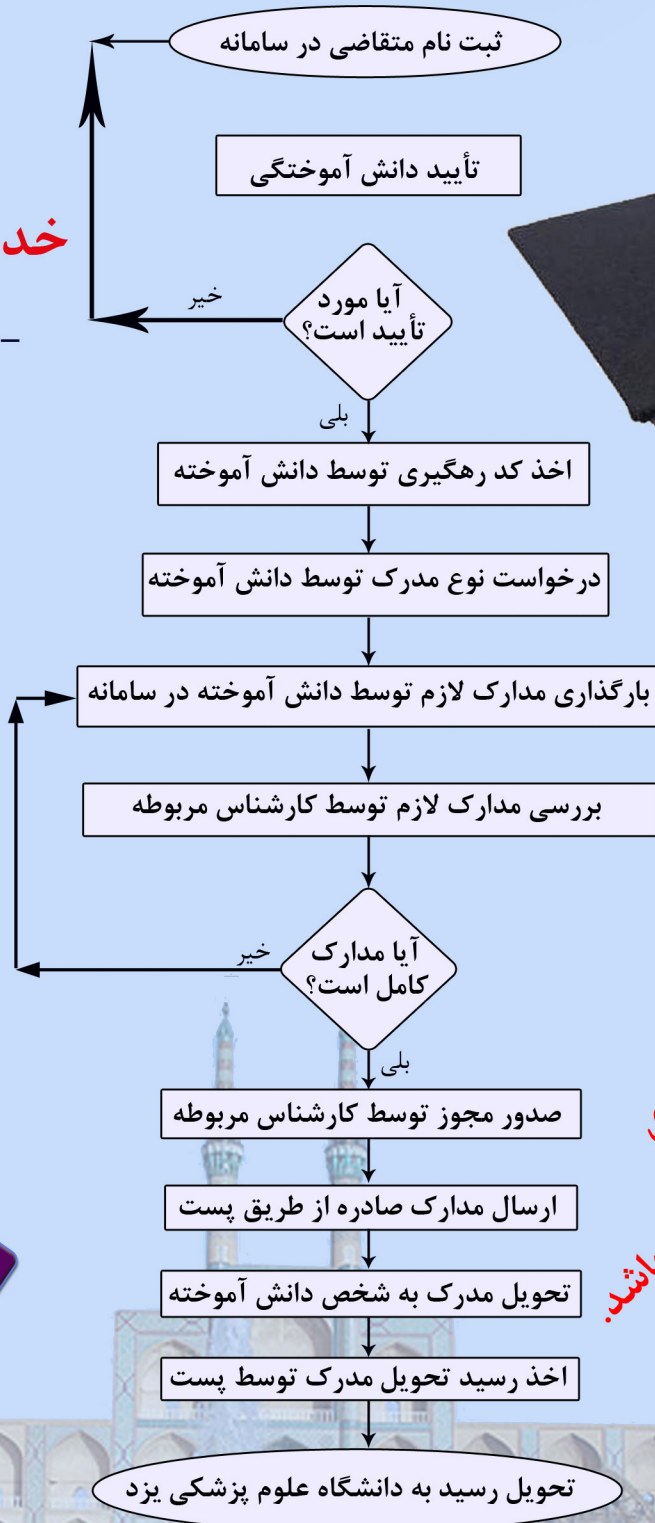 ثبت نام متقاضی در سامانه
تأیید دانش آموختگی
آیا مورد
تأیید است؟
خیر
بلی
اخذ کد رهگیری توسط دانش آموخته
درخواست نوع مدرک توسط دانش آموخته
بارگذاری مدارک لازم توسط دانش آموخته در سامانه
بررسی مدارک لازم توسط کارشناس مربوطه
آیا مدارک
کامل است؟
خیر
بلی
صدور مجوز توسط کارشناس مربوطه
ارسال مدارک صادره از طریق پست
تحویل مدرک به شخص دانش آموخته
اخذ رسید تحویل مدرک توسط پست
تحویل رسید به دانشگاه علوم پزشکی یزد